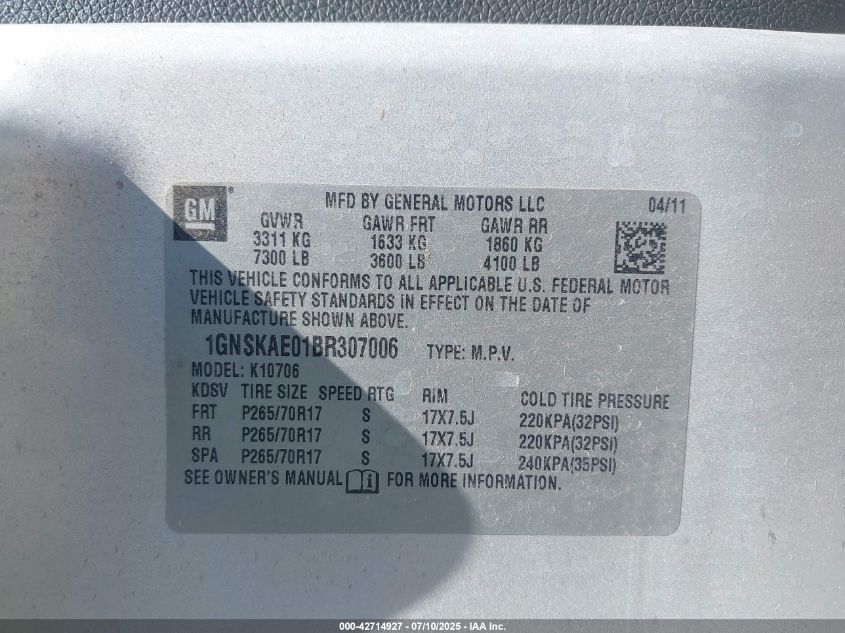 GM ®
MFD BY GENERAL MOTORS LLC 04/11
GVWR GAWR FRT GAWR RR
3311 KG 1633 KG 1860 KG
7300 LB 3600 LB 4100 LB
THIS VEHICLE CONFORMS TO ALL APPLICABLE U.S. FEDERAL MOTOR
VEHICLE SAFETY STANDARDS IN EFFECT ON THE DATE OF
MANUFACTURE SHOWN ABOVE.
1GNSKAE01BR307006 TYPE: M.P.V.
MODEL: K10706
KDSV TIRE SIZE SPEED RTG RIM COLD TIRE PRESSURE
FRT P265/70R17 S 17X7.5J 220KPA(32PSI)
RR P265/70R17 S 17X7.5J 220KPA(32PSI)
SPA P265/70R17 S 17X7.5J 240KPA(35PSI)
SEE OWNER'S MANUAL i FOR MORE INFORMATION.
000-42714927 - 07/10/2025 - IAA Inc.